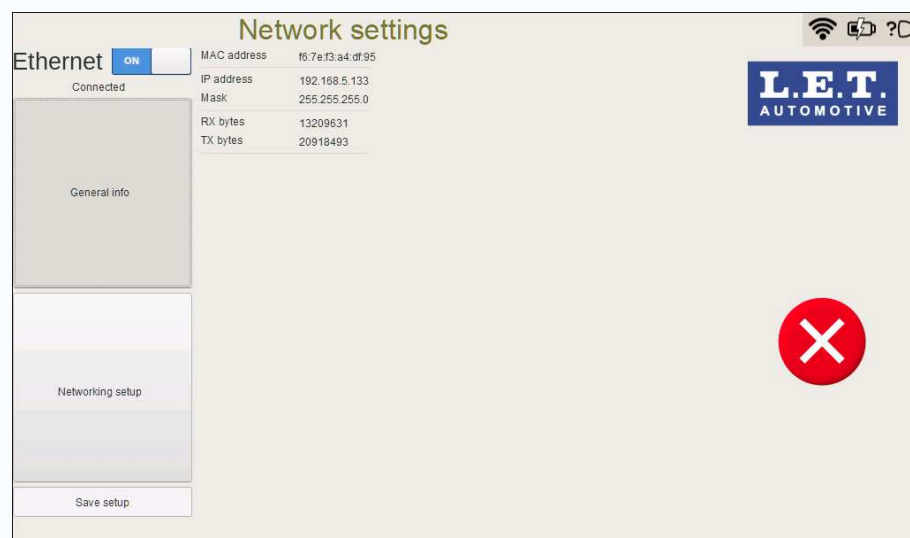 Network settings
?
Ethernet ON
Connected
General info
Networking setup
Save setup
MAC address f6:7e:f3:a4:df:95
IP address 192.168.5.133
Mask 255.255.255.0
RX bytes 13209631
TX bytes 20918493
L.E.T.
AUTOMOTIVE